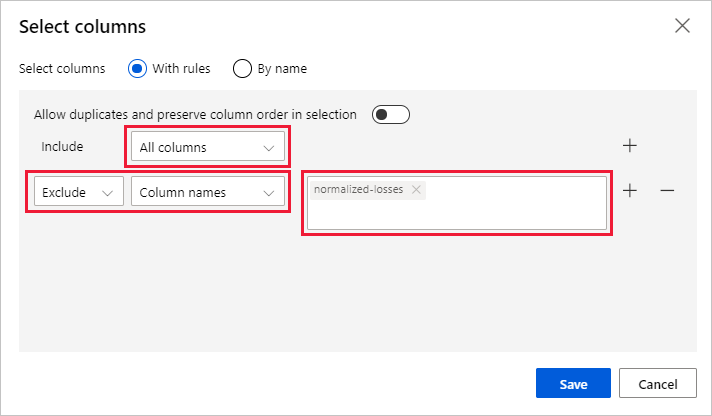 Select columns
Select columns With rules By name
Allow duplicates and preserve column order in selection
Include All columns
Exclude Column names normalized-losses
Save Cancel